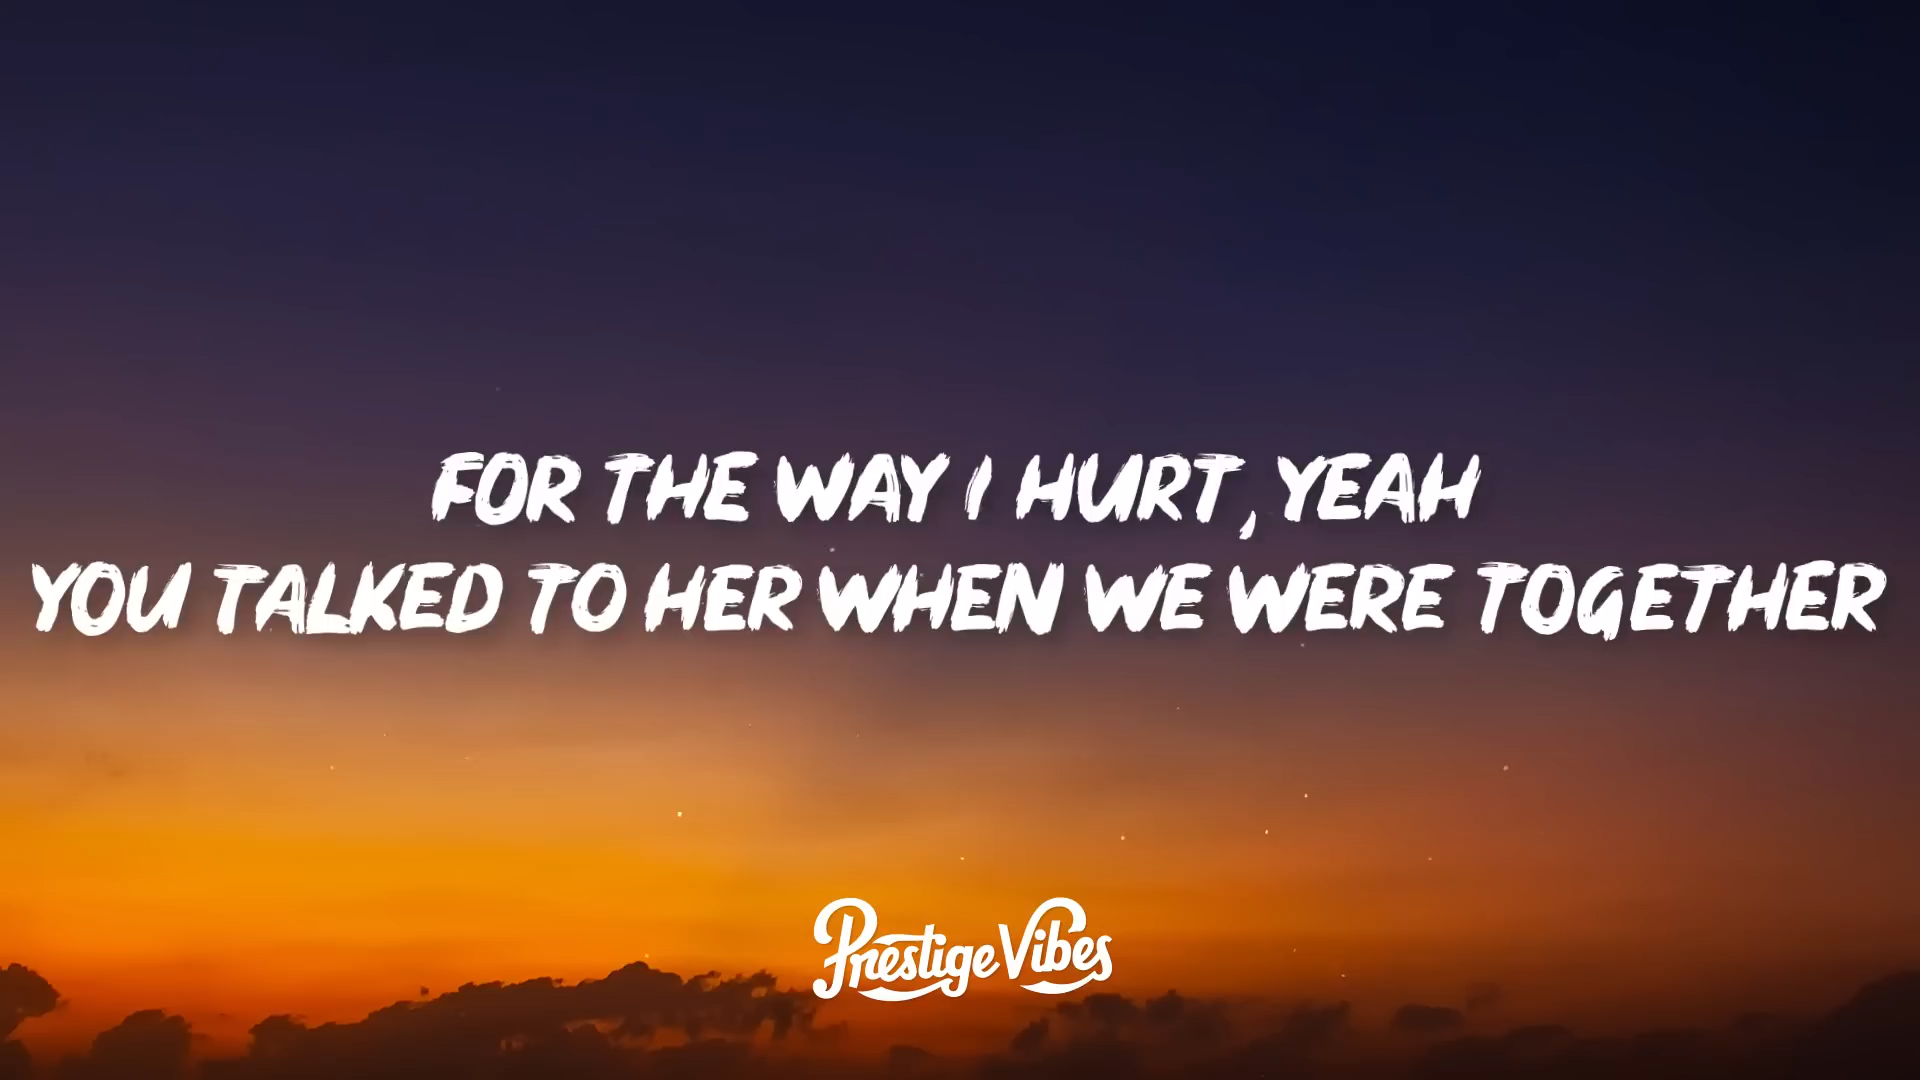 FOR THE WAY I HURT, YEAH
YOU TALKED TO HER WHEN WE WERE TOGETHER
Prestige Vibes